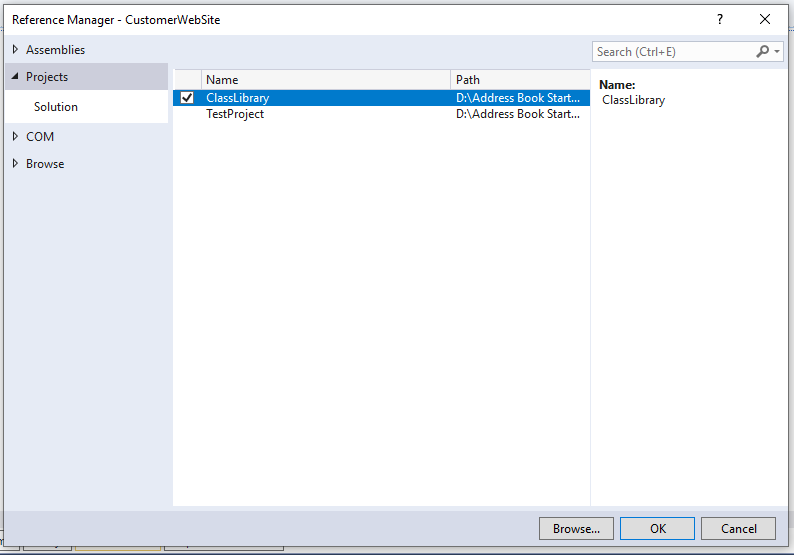 Reference Manager - CustomerWebSite
?
Assemblies
Search (Ctrl+E)
Projects
Name Path
Name:
ClassLibrary D:\Address Book Start...
ClassLibrary
Solution
TestProject D:\Address Book Start...
COM
Browse
Browse... OK Cancel